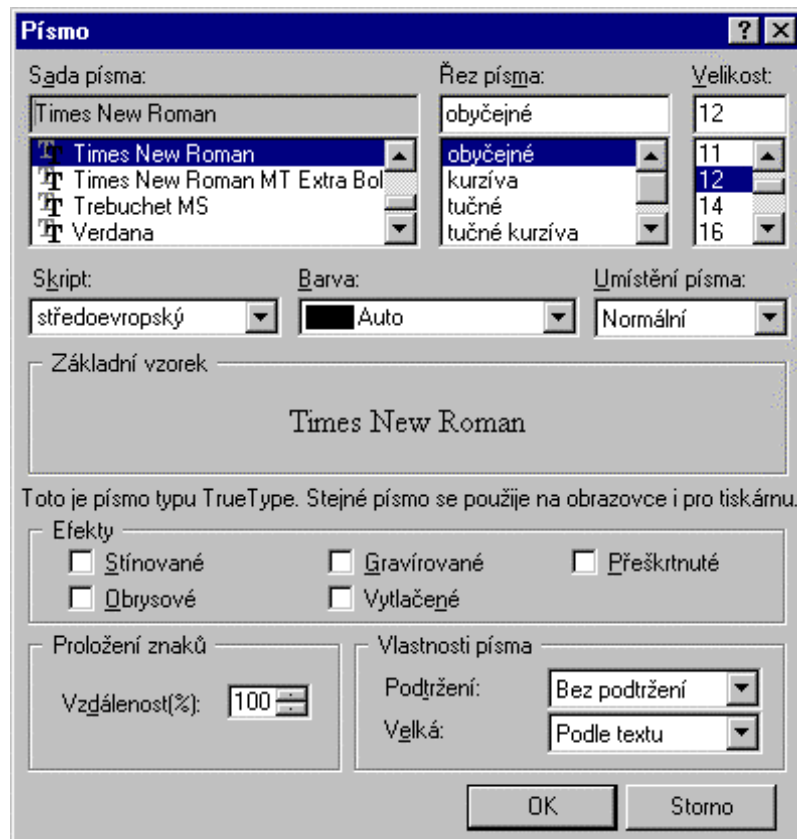 Písmo
Sada písma: Řez písma: Velikost:
Times New Roman obyčejné 12
Times New Roman obyčejné 11
Times New Roman MT Extra Bol kurzíva 12
Trebuchet MS tučné 14
Verdana tučné kurzíva 16
Skript: Barva: Umístění písma:
středoevropský Auto Normální
Základní vzorek
Times New Roman
Toto je písmo typu TrueType. Stejné písmo se použije na obrazovce i pro tiskárnu.
Efekty
Stínované Gravírované Přeškrtnuté
Obrysové Vytlačené
Proložení znaků Vlastnosti písma
Vzdálenost(%): 100 Podtržení: Bez podtržení
Velká: Podle textu
OK Storno